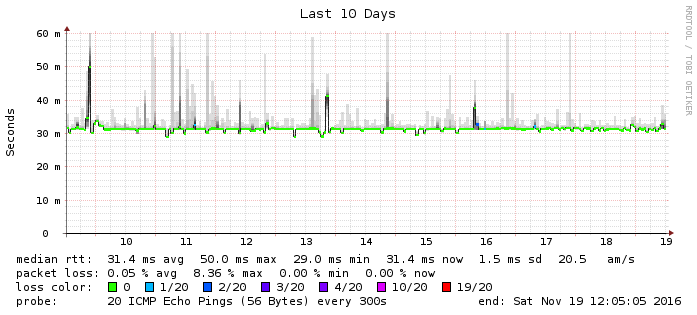 Last 10 Days
RRDTOOL / TOBI OETIKER
Seconds
60 m
50 m
40 m
30 m
20 m
10 m
0
10 11 12 13 14 15 16 17 18 19
median rtt: 31.4 ms avg 50.0 ms max 29.0 ms min 31.4 ms now 1.5 ms sd 20.5 am/s
packet loss: 0.05 % avg 8.36 % max 0.00 % min 0.00 % now
loss color: 0 1/20 2/20 3/20 4/20 10/20 19/20
probe: 20 ICMP Echo Pings (56 Bytes) every 300s end: Sat Nov 19 12:05:05 2016